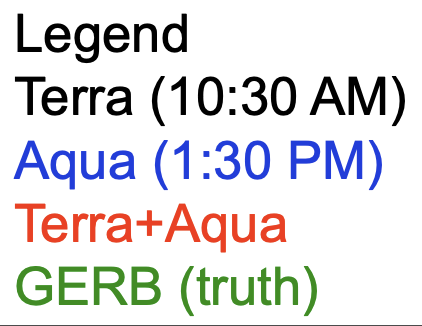 Legend
Terra (10:30 AM)
Aqua (1:30 PM)
Terra+Aqua
GERB (truth)